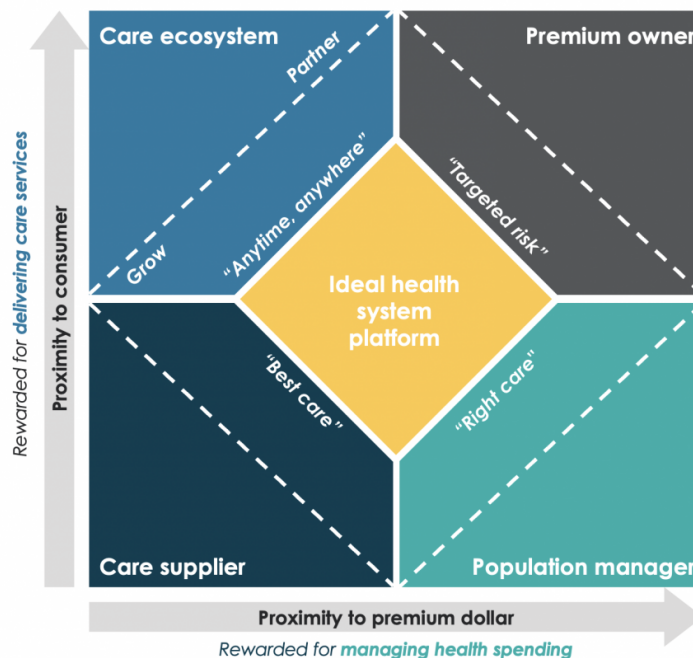 Care ecosystem
Partner
Premium owner
"Anytime, anywhere"
"Targeted risk"
Grow
Ideal health
system
platform
"Best care"
"Right care"
Care supplier
Population manager
Rewarded for delivering care services
Proximity to consumer
Proximity to premium dollar
Rewarded for managing health spending